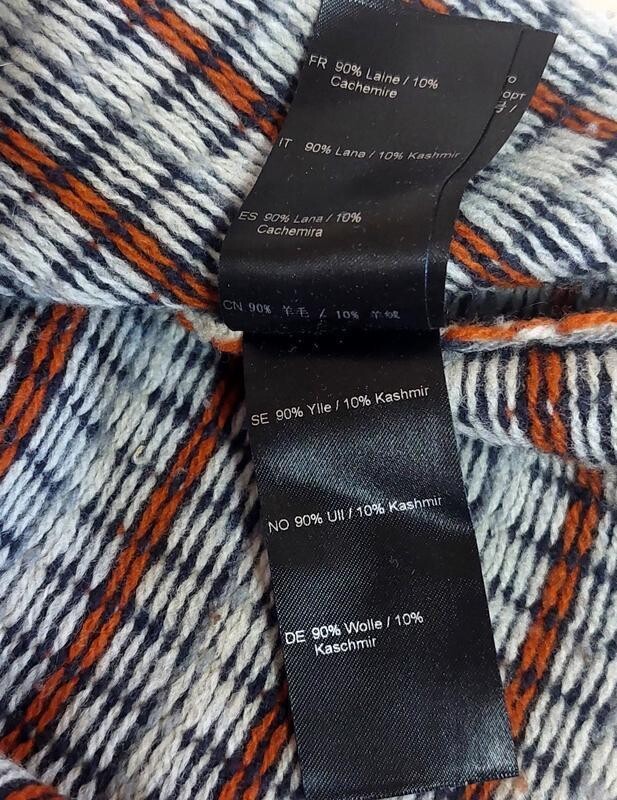 FR 90% Laine / 10%
Cachemire
IT 90% Lana / 10% Kashmir
ES 90% Lana / 10%
Cachemira
CN 90% 羊毛 / 10% 羊绒
SE 90% Ylle / 10% Kashmir
NO 90% Ull / 10% Kashmir
DE 90% Wolle / 10%
Kaschmir